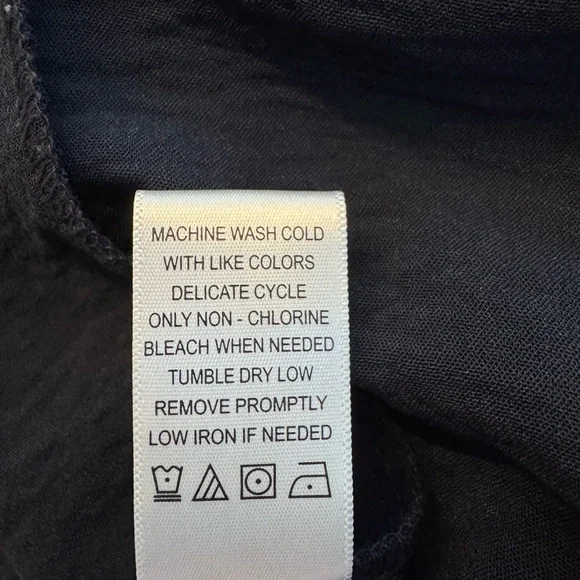 MACHINE WASH COLD
WITH LIKE COLORS
DELICATE CYCLE
ONLY NON - CHLORINE
BLEACH WHEN NEEDED
TUMBLE DRY LOW
REMOVE PROMPTLY
LOW IRON IF NEEDED